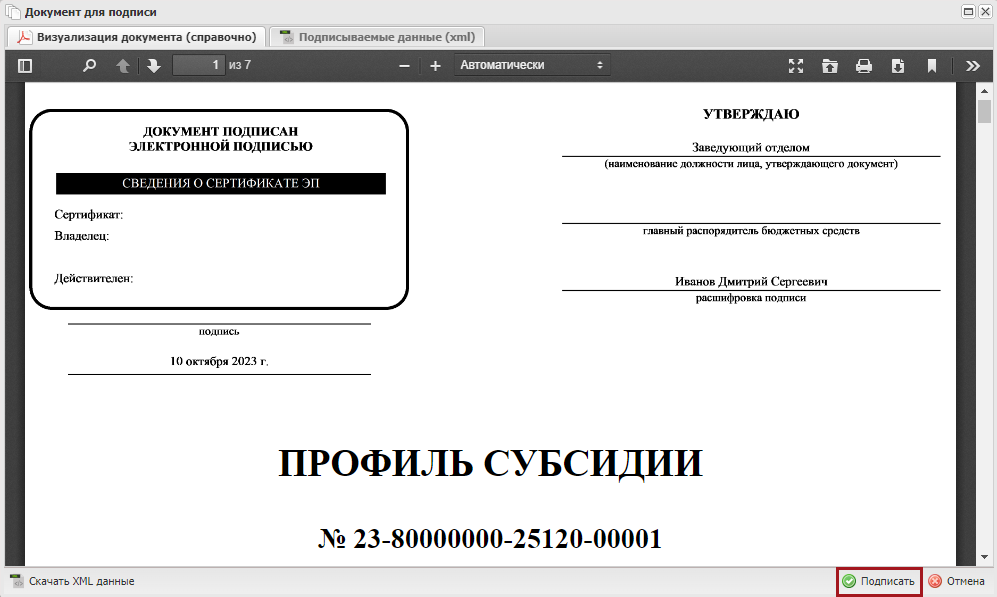 Документ для подписи
Визуализация документа (справочно)
Подписываемые данные (xml)
1 из 7
Автоматически
ДОКУМЕНТ ПОДПИСАН
ЭЛЕКТРОННОЙ ПОДПИСЬЮ
СВЕДЕНИЯ О СЕРТИФИКАТЕ ЭП
Сертификат:
Владелец:
Действителен:
подпись
10 октября 2023 г.
УТВЕРЖДАЮ
Заведующий отделом
(наименование должности лица, утверждающего документ)
главный распорядитель бюджетных средств
Иванов Дмитрий Сергеевич
расшифровка подписи
ПРОФИЛЬ СУБСИДИИ
№ 23-80000000-25120-00001
Скачать XML данные
Подписать
Отмена